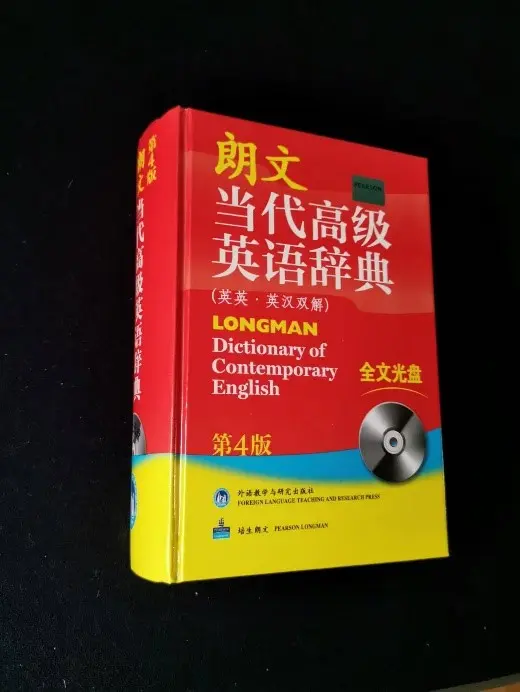 第4版
朗文
当代高级英语辞典
朗文
PEARSON
当代高级
英语辞典
(英英·英汉双解)
LONGMAN
Dictionary of
Contemporary
English
全文光盘
第4版
外语教学与研究出版社
FOREIGN LANGUAGE TEACHING AND RESEARCH PRESS
培生朗文 PEARSON LONGMAN